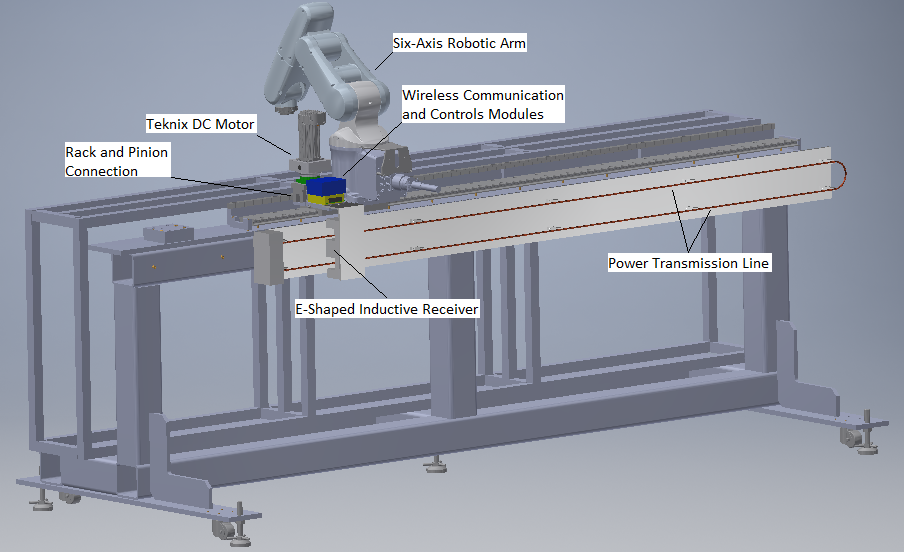 Six-Axis Robotic Arm
Wireless Communication
and Controls Modules
Teknix DC Motor
Rack and Pinion
Connection
Power Transmission Line
E-Shaped Inductive Receiver